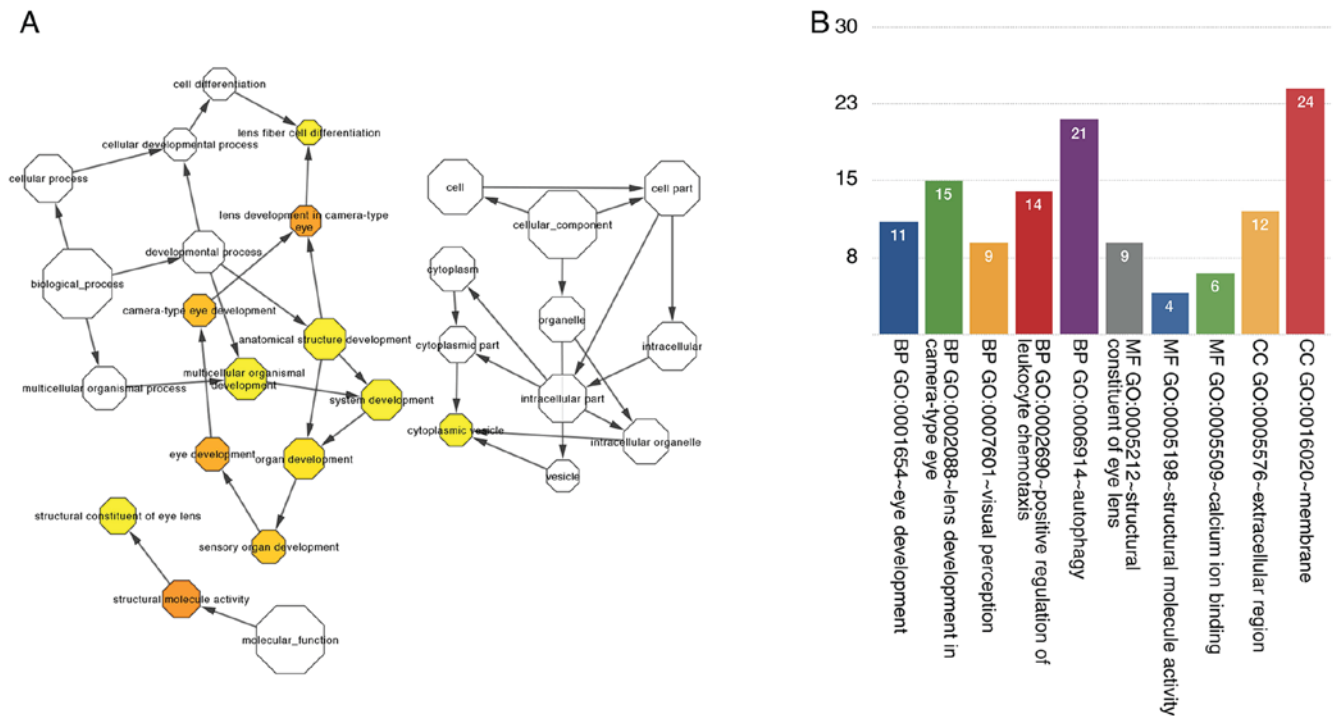 A
cell differentiation
lens fiber cell differentiation
cellular developmental process
cellular process
lens development in camera-type
eye
developmental process
biological_process
camera-type eye development
anatomical structure development
multicellular organismal
development
multicellular organismal process
system development
eye development
organ development
structural constituent of eye lens
sensory organ development
structural molecule activity
molecular_function
cell
cell part
cellular_component
cytoplasm
organelle
cytoplasmic part
intracellular
intracellular part
cytoplasmic vesicle
intracellular organelle
vesicle
B
30
23
15
8
11
15
9
14
21
9
4
6
12
24
BP GO:0001654~eye development
BP GO:0002088~lens development in
camera-type eye
BP GO:0007601~visual perception
BP GO:0002690~positive regulation of
leukocyte chemotaxis
BP GO:0006914~autophagy
MF GO:0005212~structural
constituent of eye lens
MF GO:0005198~structural molecule activity
MF GO:0005509~calcium ion binding
CC GO:0005576~extracellular region
CC GO:0016020~membrane